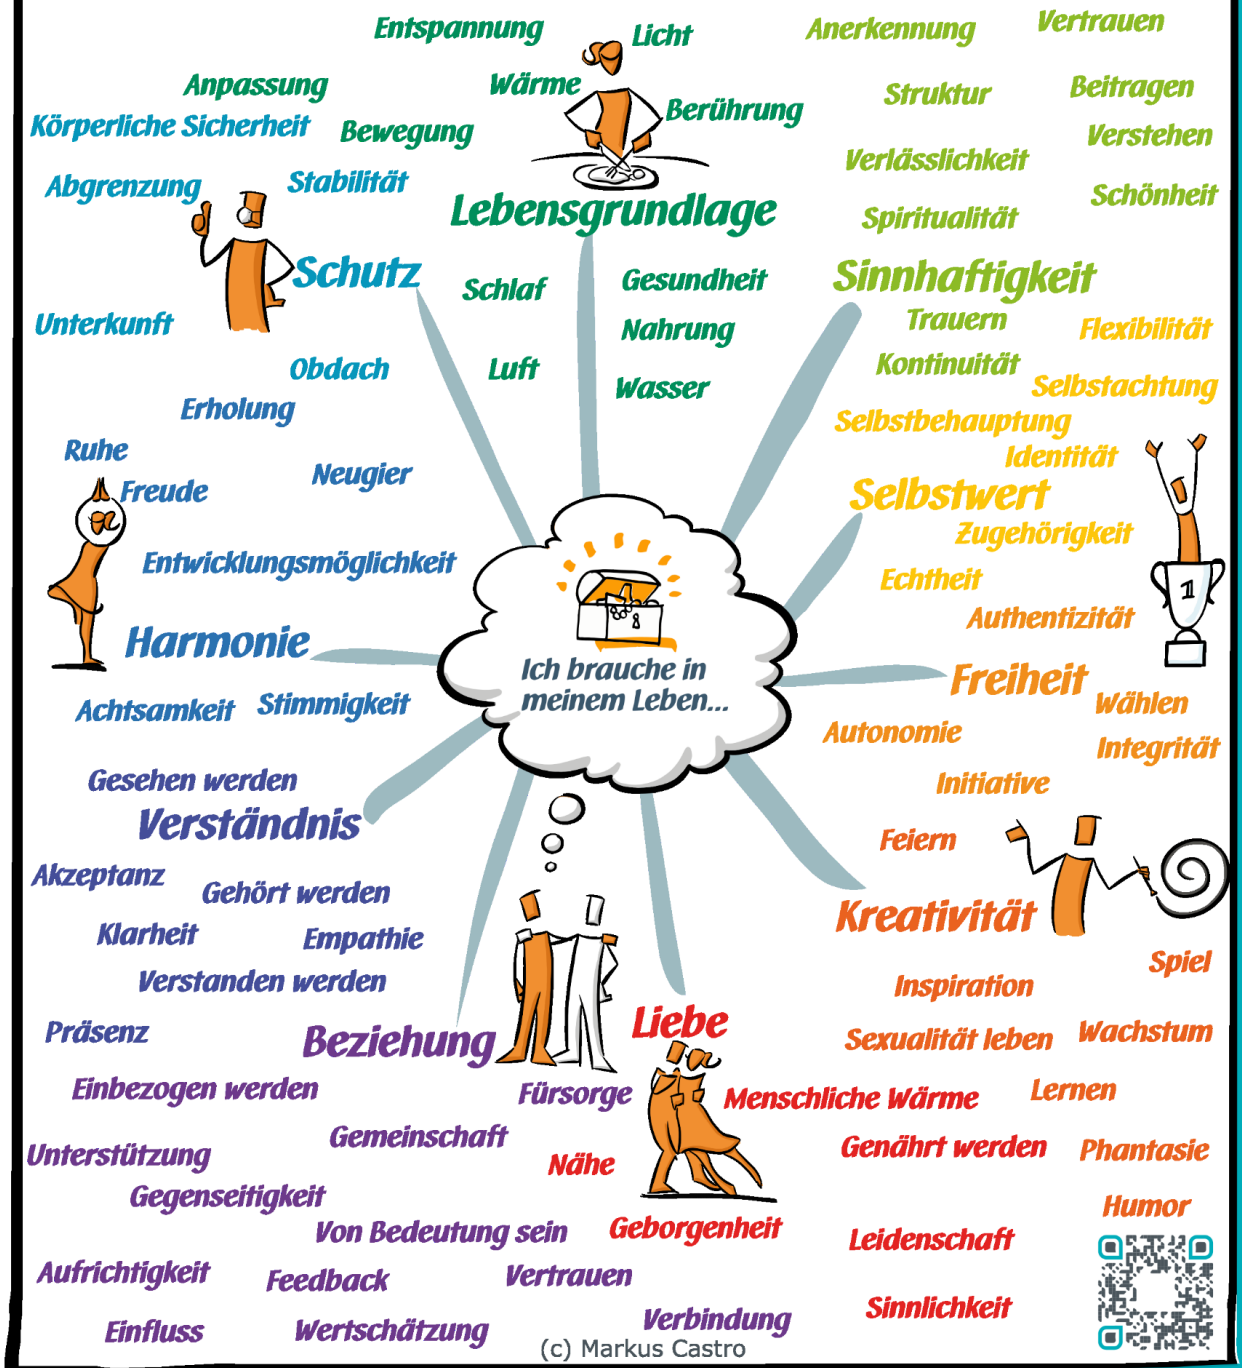 Entspannung
Licht
Anerkennung
Vertrauen
Anpassung
Wärme
Berührung
Struktur
Beitragen
Körperliche Sicherheit
Bewegung
Verstehen
Verlässlichkeit
Abgrenzung
Stabilität
Schönheit
Lebensgrundlage
Spiritualität
Schutz
Schlaf
Gesundheit
Sinnhaftigkeit
Unterkunft
Nahrung
Trauern
Flexibilität
Obdach
Luft
Wasser
Kontinuität
Selbstachtung
Erholung
Selbstbehauptung
Ruhe
Neugier
Identität
Freude
Selbstwert
Zugehörigkeit
Entwicklungsmöglichkeit
Echtheit
1
Authentizität
Harmonie
Ich brauche in
meinem Leben...
Freiheit
Achtsamkeit
Stimmigkeit
Wählen
Autonomie
Integrität
Gesehen werden
Initiative
Verständnis
Feiern
Akzeptanz
Gehört werden
Kreativität
Klarheit
Empathie
Spiel
Verstanden werden
Inspiration
Präsenz
Beziehung
Liebe
Sexualität leben
Wachstum
Einbezogen werden
Fürsorge
Menschliche Wärme
Lernen
Unterstützung
Gemeinschaft
Nähe
Genährt werden
Phantasie
Gegenseitigkeit
Humor
Von Bedeutung sein
Geborgenheit
Leidenschaft
Aufrichtigkeit
Feedback
Vertrauen
Sinnlichkeit
Einfluss
Wertschätzung
Verbindung
(c) Markus Castro